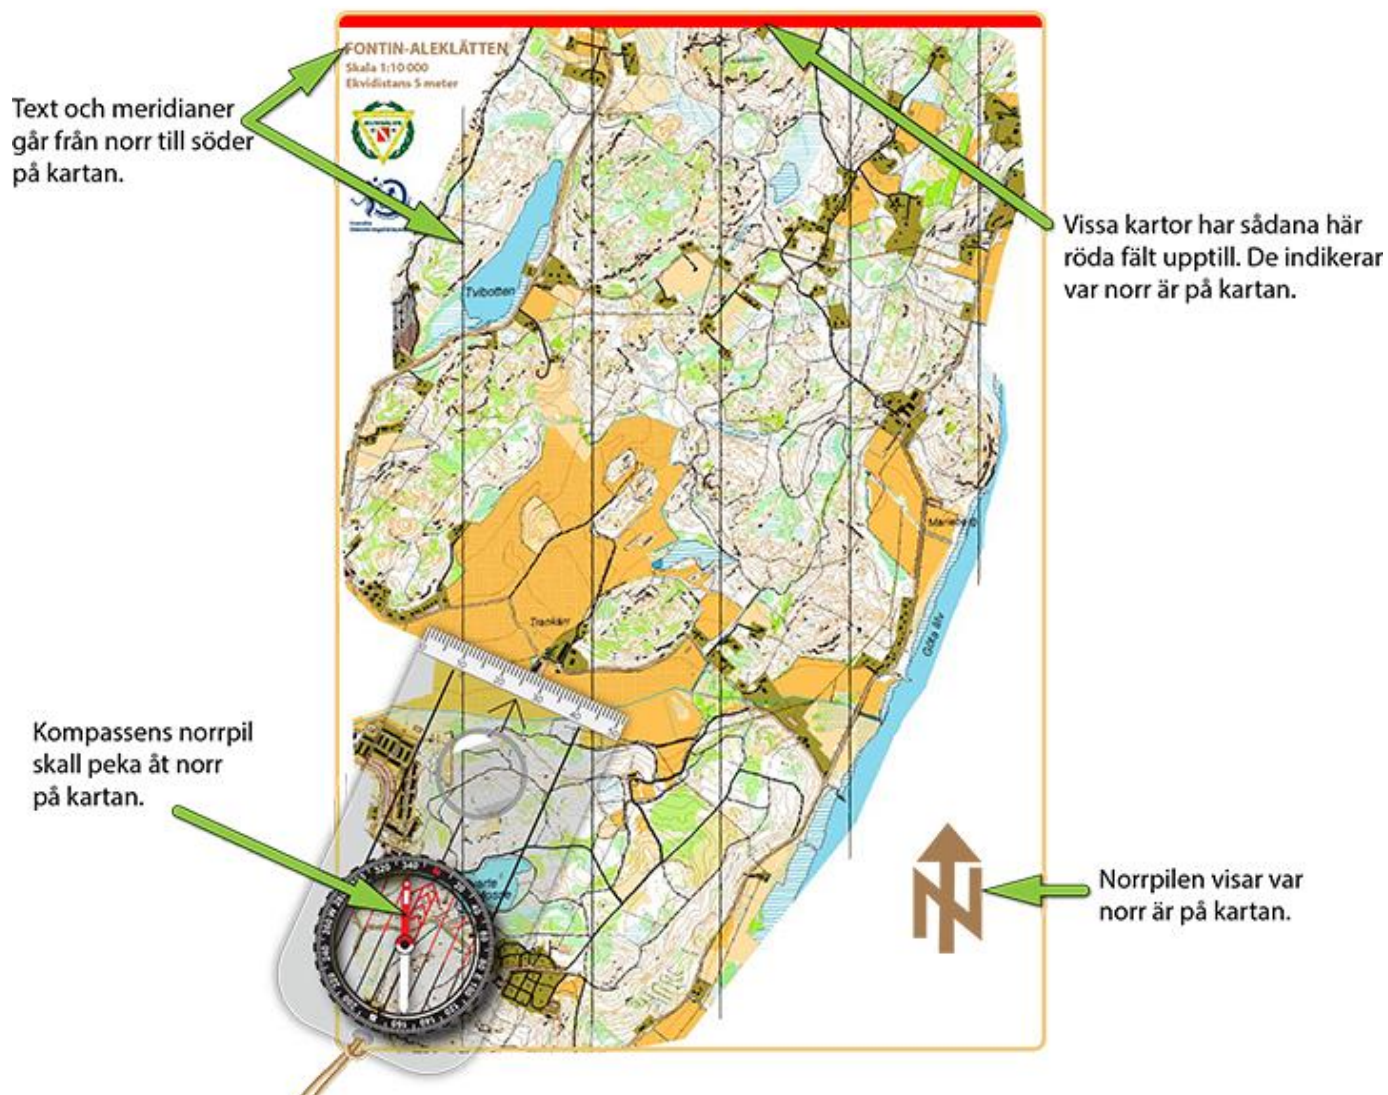 FONTIN-ALEKLÄTTEN
Skala 1:10 000
Ekvidistans 5 meter
Text och meridianer
går från norr till söder
på kartan.
Vissa kartor har sådana här
röda fält upptill. De indikerar
var norr är på kartan.
Tvibotten
Marieberg
Göta älv
Trankärr
Kompassens norrpil
skall peka åt norr
på kartan.
Norrpilen visar var
norr är på kartan.
N